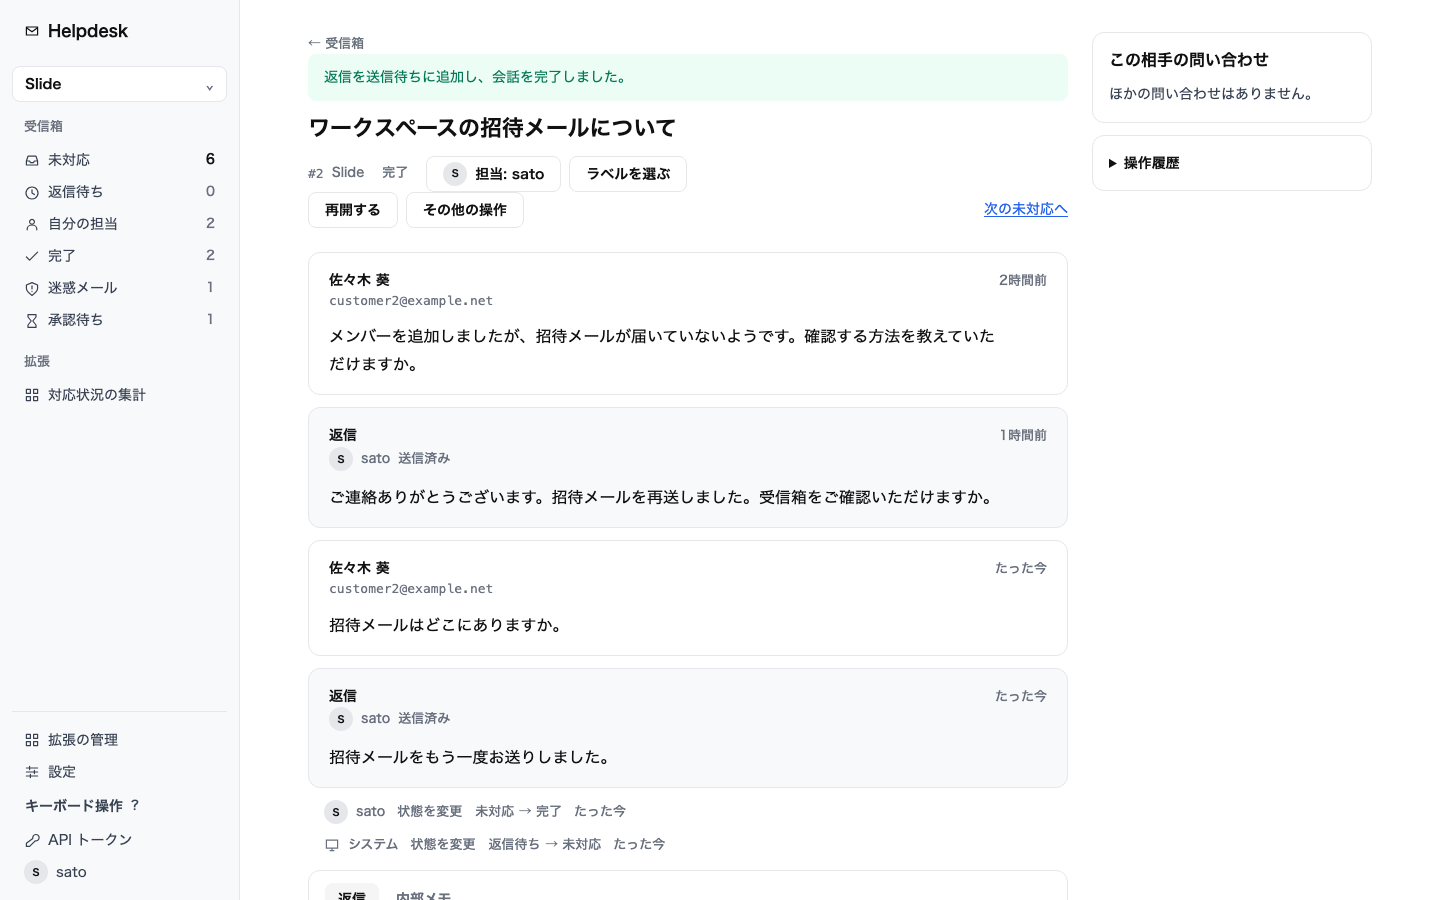 Helpdesk
Slide
受信箱
未対応 6
返信待ち 0
自分の担当 2
完了 2
迷惑メール 1
承認待ち 1
拡張
対応状況の集計
拡張の管理
設定
キーボード操作 ?
API トークン
S sato
← 受信箱
返信を送信待ちに追加し、会話を完了しました。
ワークスペースの招待メールについて
#2 Slide 完了 S 担当: sato ラベルを選ぶ
再開する その他の操作 次の未対応へ
佐々木 葵 2時間前
customer2@example.net
メンバーを追加しましたが、招待メールが届いていないようです。確認する方法を教えていた
だけますか。
返信 1時間前
S sato 送信済み
ご連絡ありがとうございます。招待メールを再送しました。受信箱をご確認いただけますか。
佐々木 葵 たった今
customer2@example.net
招待メールはどこにありますか。
返信 たった今
S sato 送信済み
招待メールをもう一度お送りしました。
S sato 状態を変更 未対応 → 完了 たった今
システム 状態を変更 返信待ち → 未対応 たった今
返信 内部メモ
この相手の問い合わせ
ほかの問い合わせはありません。
▶ 操作履歴